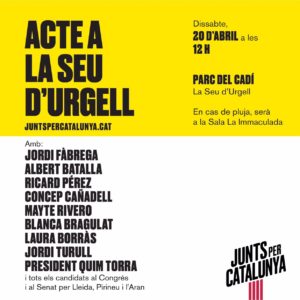 ACTE A
LA SEU
D'URGELL
JUNTSPERCATALUNYA.CAT
Dissabte,
20 D'ABRIL a les
12 H
PARC DEL CADÍ
La Seu d'Urgell
En cas de pluja, serà
a la Sala La Immaculada
Amb:
JORDI FÀBREGA
ALBERT BATALLA
RICARD PÉREZ
CONCEP CAÑADELL
MAYTE RIVERO
BLANCA BRAGULAT
LAURA BORRÀS
JORDI TURULL
PRESIDENT QUIM TORRA
i tots els candidats al Congrés
i al Senat per Lleida, Pirineu i l'Aran
JUNTS PER
CATALUNYA